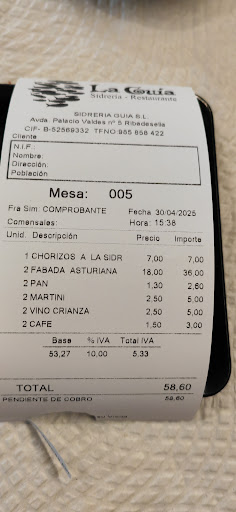 La Guía
Sidrería - Restaurante
SIDRERIA GUIA S.L.
Avda. Palacio Valdes nº 5 Ribedesella
CIF- B-52569332 TFNO 985 858 422
Cliente
N.I.F.
Nombre:
Dirección:
Población
Mesa: 005
Fra Sim: COMPROBANTE Fecha 30/04/2025
Comensales: Hora: 15:38
Unid Descripción Precio Importe
1 CHORIZOS A LA SIDR 7,00 7,00
2 FABADA ASTURIANA 18,00 36,00
2 PAN 1,30 2,60
2 MARTINI 2,50 5,00
2 VINO CRIANZA 2,50 5,00
2 CAFE 1,50 3,00
Base % IVA Total IVA
53,27 10,00 5,33
TOTAL 58,60
PENDIENTE DE COBRO 58,60